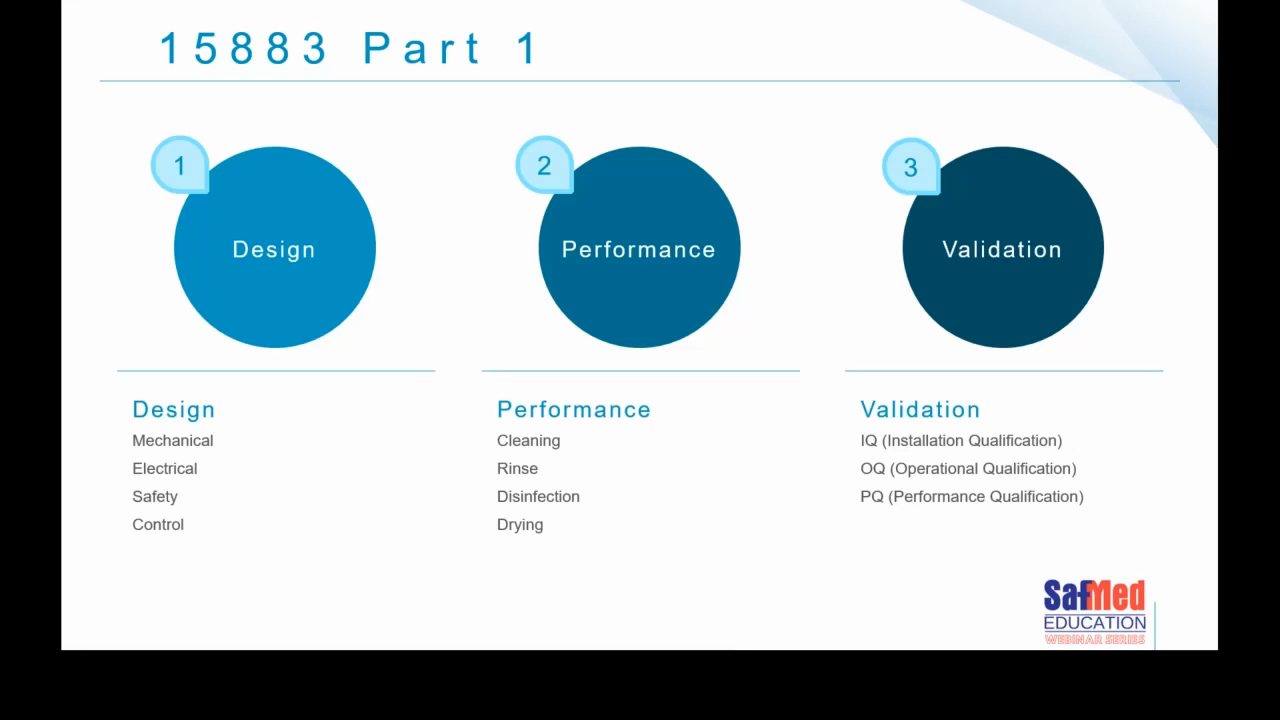 15883 Part 1
1
Design
2
Performance
3
Validation
Design
Mechanical
Electrical
Safety
Control
Performance
Cleaning
Rinse
Disinfection
Drying
Validation
IQ (Installation Qualification)
OQ (Operational Qualification)
PQ (Performance Qualification)
SafMed
EDUCATION
WEBINAR SERIES